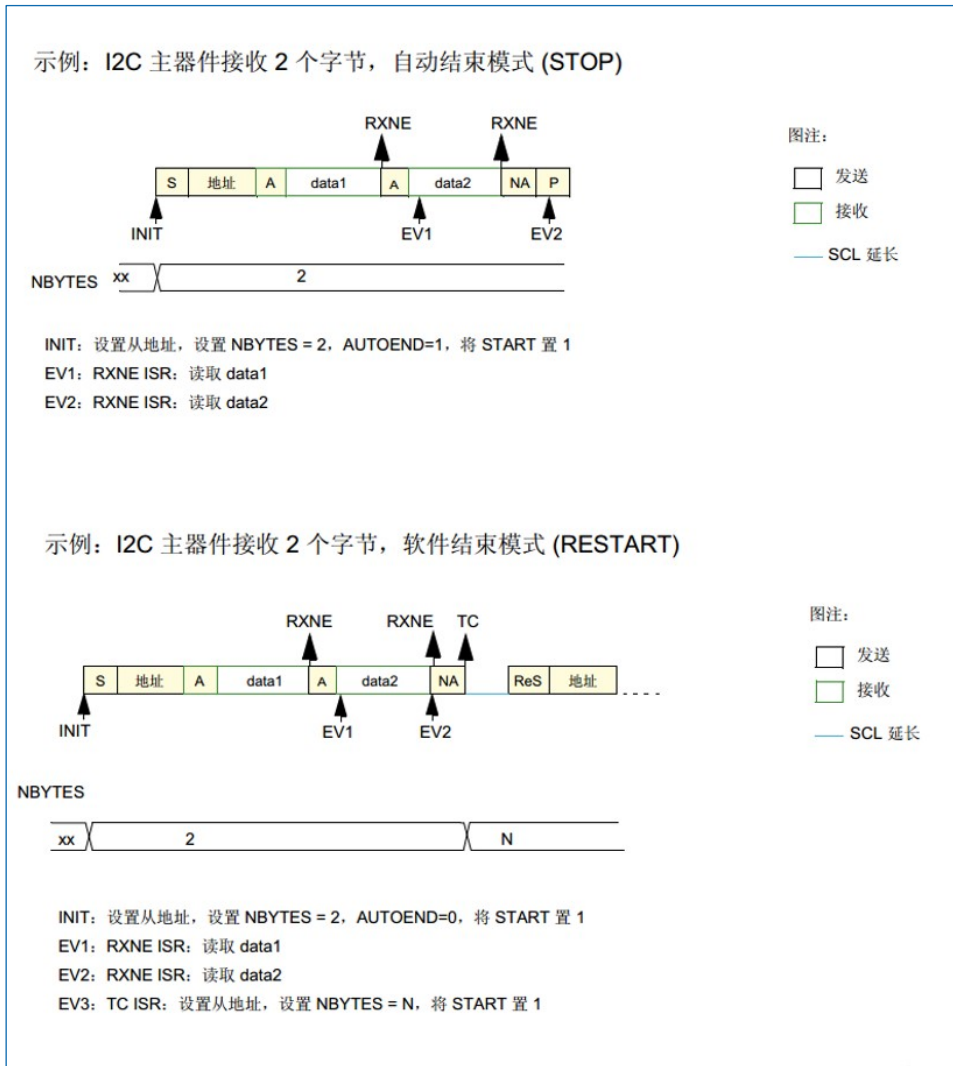 示例：I2C 主器件接收 2 个字节，自动结束模式 (STOP)
RXNE RXNE
图注：
S 地址 A data1 A data2 NA P
发送
接收
INIT EV1 EV2
SCL 延长
NBYTES xx 2
INIT：设置从地址，设置 NBYTES = 2，AUTOEND=1，将 START 置 1
EV1：RXNE ISR：读取 data1
EV2：RXNE ISR：读取 data2
示例：I2C 主器件接收 2 个字节，软件结束模式 (RESTART)
RXNE RXNE TC
图注：
S 地址 A data1 A data2 NA ReS 地址
发送
接收
INIT EV1 EV2
SCL 延长
NBYTES
xx 2 N
INIT：设置从地址，设置 NBYTES = 2，AUTOEND=0，将 START 置 1
EV1：RXNE ISR：读取 data1
EV2：RXNE ISR：读取 data2
EV3：TC ISR：设置从地址，设置 NBYTES = N，将 START 置 1